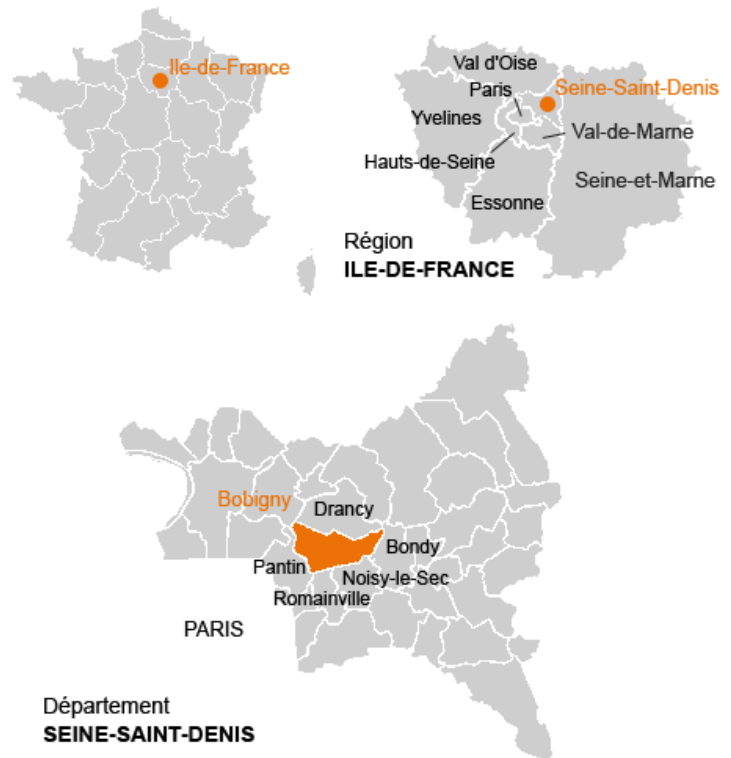 Ile-de-France
Val d'Oise
Paris
Seine-Saint-Denis
Yvelines
Val-de-Marne
Hauts-de-Seine
Seine-et-Marne
Essonne
Région
ILE-DE-FRANCE
Bobigny
Drancy
Bondy
Pantin
Noisy-le-Sec
Romainville
PARIS
Département
SEINE-SAINT-DENIS